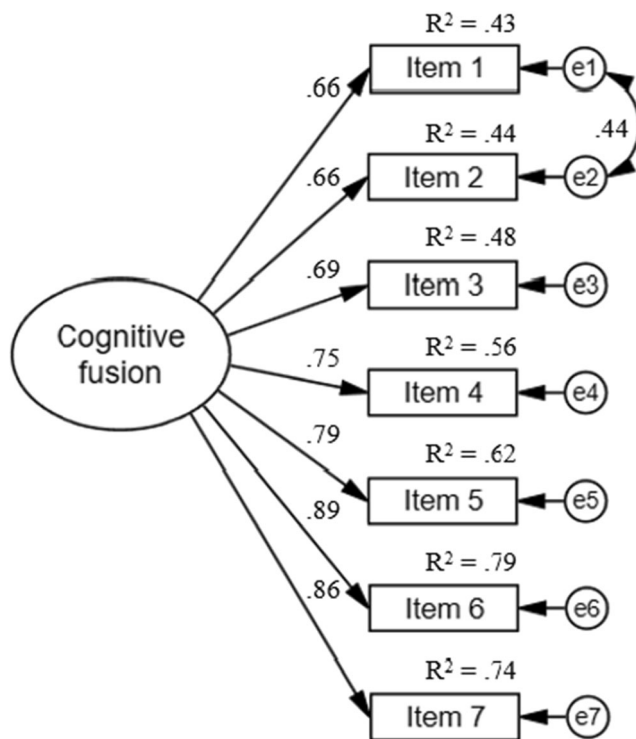 R² = .43
Item 1
e1
.66
.44
R² = .44
Item 2
e2
.66
R² = .48
Item 3
e3
.69
Cognitive
fusion
R² = .56
Item 4
e4
.75
R² = .62
Item 5
e5
.79
R² = .79
Item 6
e6
.89
R² = .74
Item 7
e7
.86